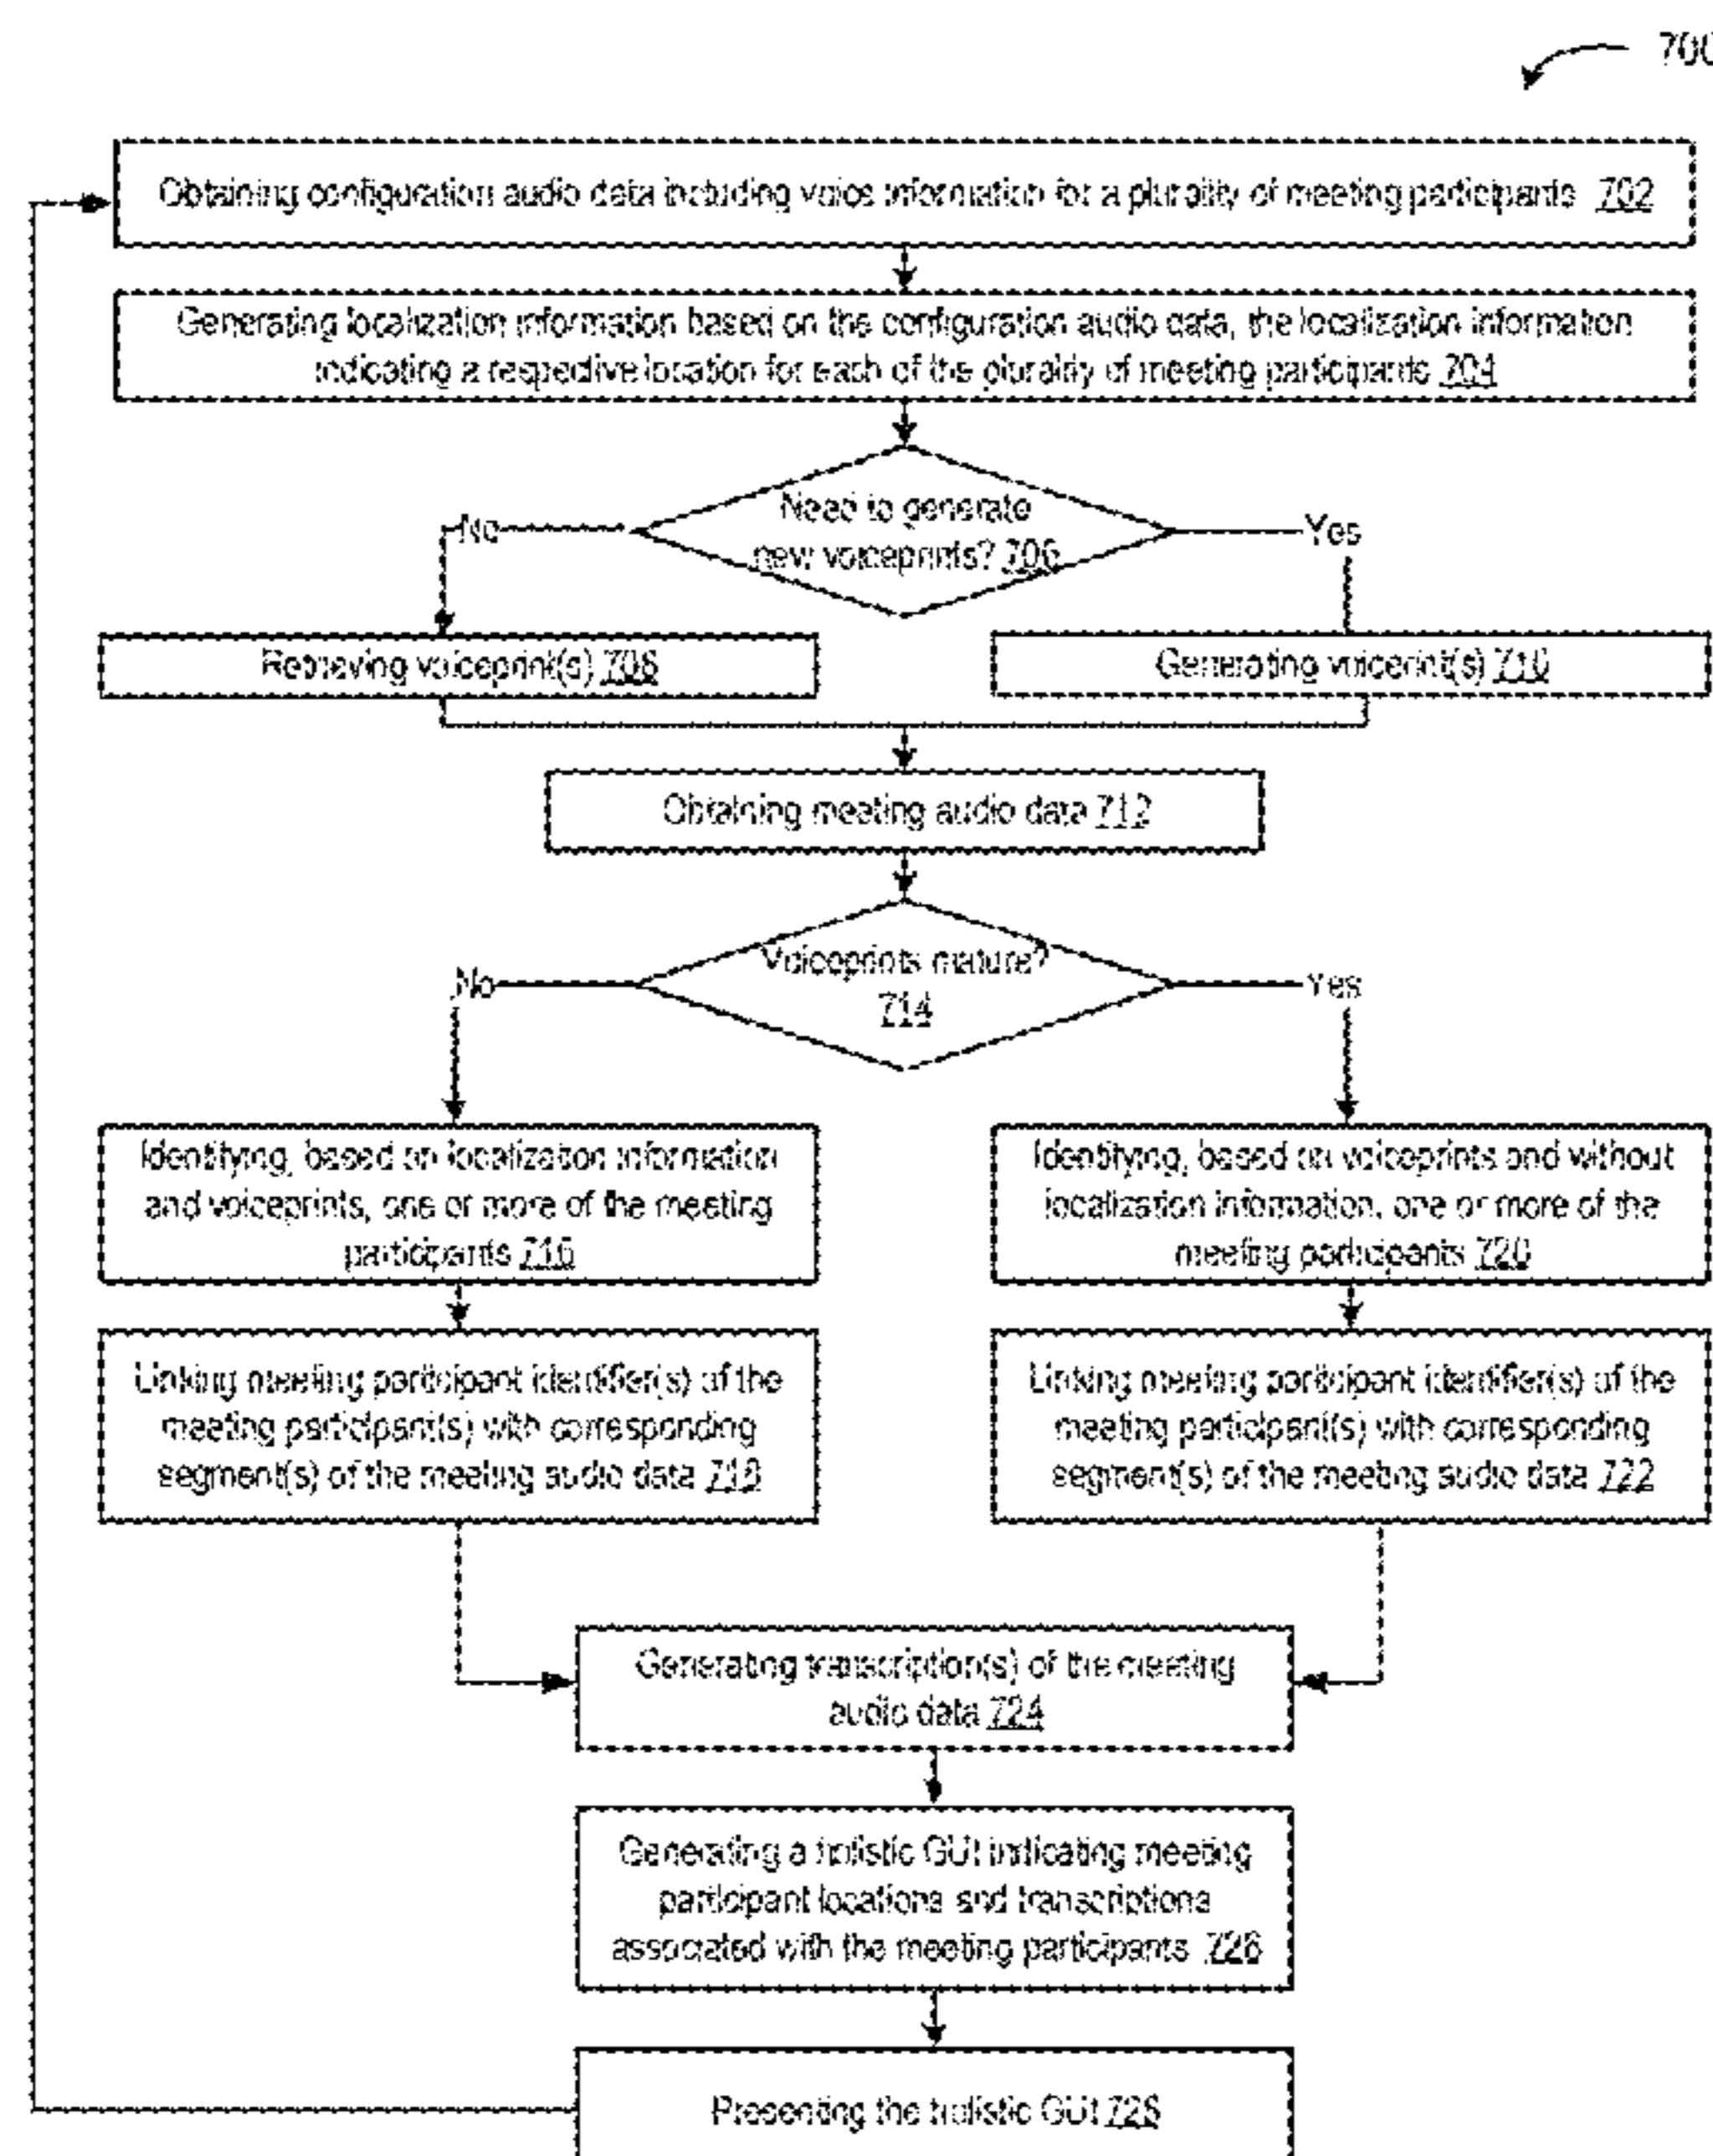 700
Obtaining configuration audio data including voice information for a plurality of meeting participants 702
Generating localization information based on the configuration audio data, the localization information
indicating a respective location for each of the plurality of meeting participants 704
Need to generate
new voiceprints? 706
No
Yes
Retrieving voiceprint(s) 708
Generating voicerint(s) 710
Obtaining meeting audio data 712
Voiceprints mature?
714
No
Yes
Identifying, based on localization information
and voiceprints, one or more of the meeting
participants 716
Identifying, based on voiceprints and without
localization information, one or more of the
meeting participants 720
Linking meeting participant identifier(s) of the
meeting participant(s) with corresponding
segment(s) of the meeting audio data 718
Linking meeting participant identifier(s) of the
meeting participant(s) with corresponding
segment(s) of the meeting audio data 722
Generating transcription(s) of the meeting
audio data 724
Generating a holistic GUI indicating meeting
participant locations and transcriptions
associated with the meeting participants 726
Presenting the holistic GUI 728